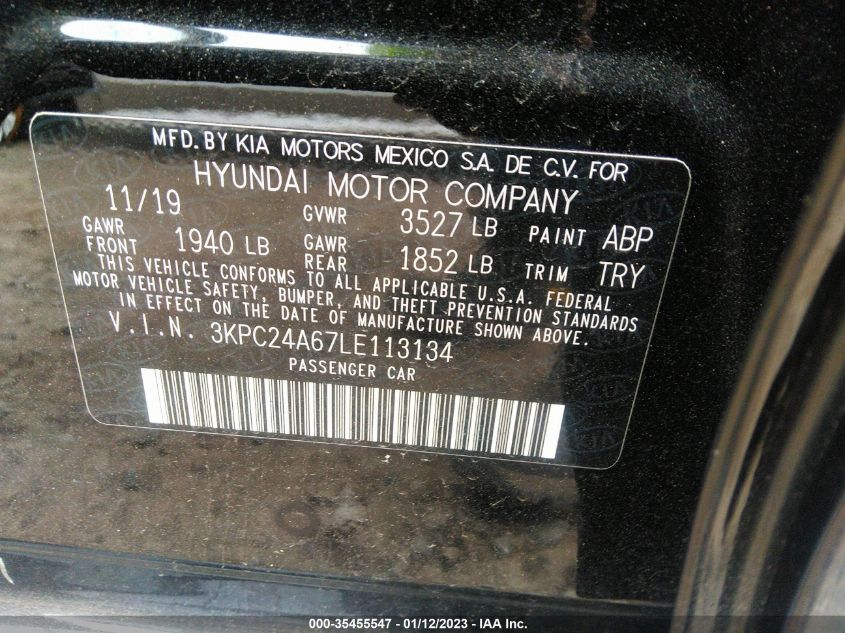 MFD. BY KIA MOTORS MEXICO S.A. DE C.V. FOR
HYUNDAI MOTOR COMPANY
11/19 GVWR 3527 LB PAINT ABP
GAWR FRONT 1940 LB GAWR REAR 1852 LB TRIM TRY
THIS VEHICLE CONFORMS TO ALL APPLICABLE U.S.A. FEDERAL
MOTOR VEHICLE SAFETY, BUMPER, AND THEFT PREVENTION STANDARDS
IN EFFECT ON THE DATE OF MANUFACTURE SHOWN ABOVE.
V.I.N. 3KPC24A67LE113134
PASSENGER CAR
000-35455547 - 01/12/2023 - IAA Inc.